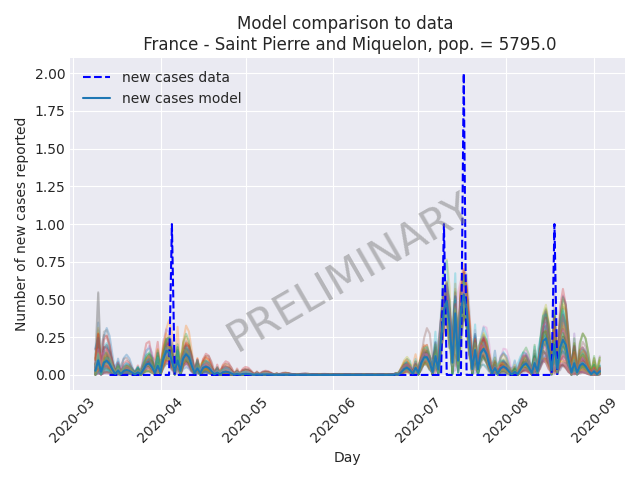 Model comparison to data
France - Saint Pierre and Miquelon, pop. = 5795.0
new cases data
new cases model
Number of new cases reported
2.00
1.75
1.50
1.25
1.00
0.75
0.50
0.25
0.00
PRELIMINARY
2020-03
2020-04
2020-05
2020-06
2020-07
2020-08
2020-09
Day